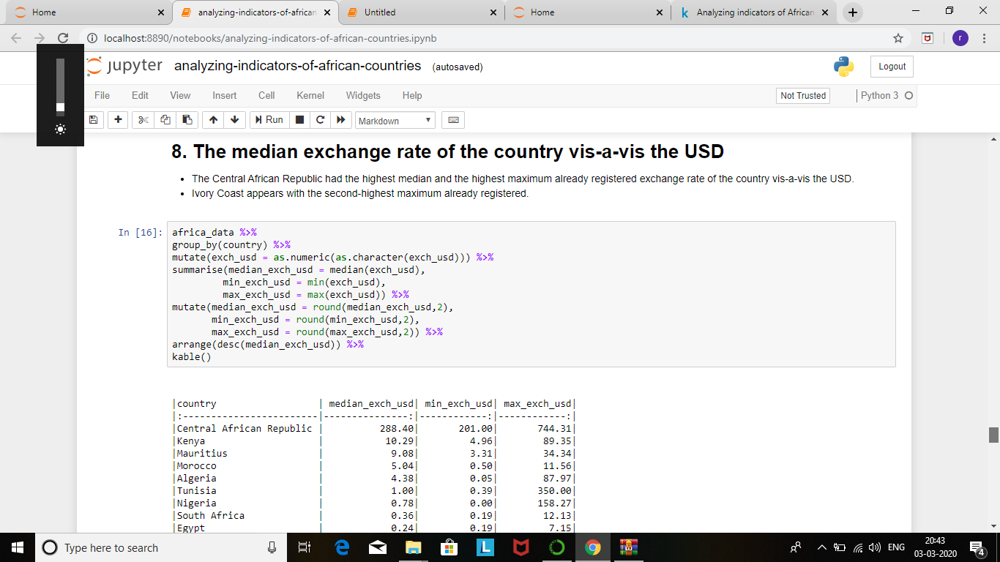 Home
analyzing-indicators-of-african
Untitled
Home
Analyzing indicators of African
localhost:8890/notebooks/analyzing-indicators-of-african-countries.ipynb
r
jupyter analyzing-indicators-of-african-countries (autosaved)
Logout
File Edit View Insert Cell Kernel Widgets Help
Not Trusted
Python 3
Run
Markdown
8. The median exchange rate of the country vis-a-vis the USD
• The Central African Republic had the highest median and the highest maximum already registered exchange rate of the country vis-a-vis the USD.
• Ivory Coast appears with the second-highest maximum already registered.
In [16]:
africa_data %>%
group_by(country) %>%
mutate(exch_usd = as.numeric(as.character(exch_usd))) %>%
summarise(median_exch_usd = median(exch_usd),
min_exch_usd = min(exch_usd),
max_exch_usd = max(exch_usd)) %>%
mutate(median_exch_usd = round(median_exch_usd,2),
min_exch_usd = round(min_exch_usd,2),
max_exch_usd = round(max_exch_usd,2)) %>%
arrange(desc(median_exch_usd)) %>%
kable()
|country | median_exch_usd| min_exch_usd| max_exch_usd|
|:------------------------|---------------:|------------:|------------:|
|Central African Republic | 288.40| 201.00| 744.31|
|Kenya | 10.29| 4.96| 89.35|
|Mauritius | 9.08| 3.31| 34.34|
|Morocco | 5.04| 0.50| 11.56|
|Algeria | 4.38| 0.05| 87.97|
|Tunisia | 1.00| 0.39| 350.00|
|Nigeria | 0.78| 0.00| 158.27|
|South Africa | 0.36| 0.19| 12.13|
|Egypt | 0.24| 0.19| 7.15|
Type here to search
ENG
20:43
03-03-2020
4